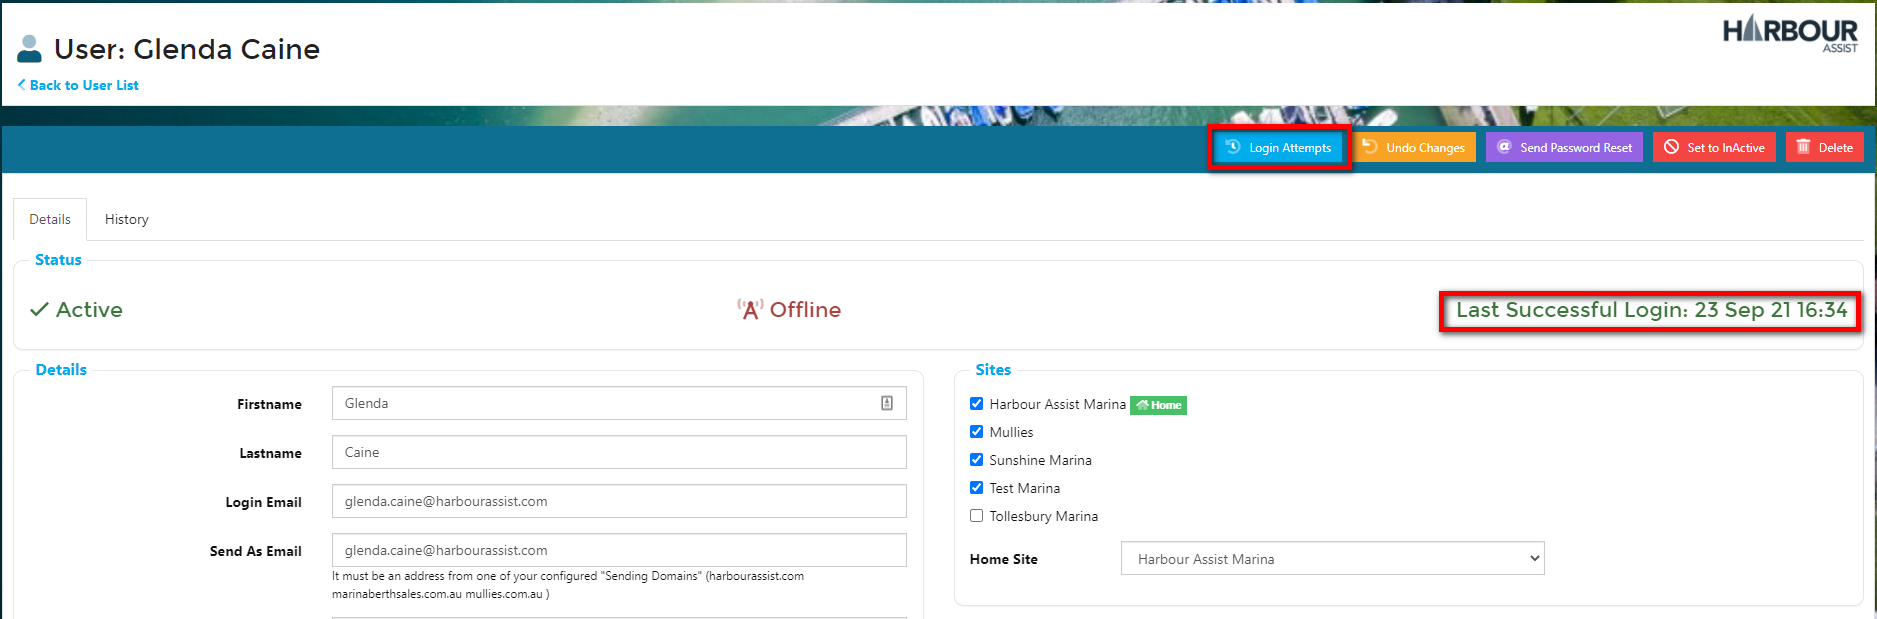 User: Glenda Caine
HARBOUR
ASSIST
Back to User List
Login Attempts
Undo Changes
@ Send Password Reset
Set to InActive
Delete
Details
History
Status
Active
Offline
Last Successful Login: 23 Sep 21 16:34
Details
Firstname
Glenda
Lastname
Caine
Login Email
glenda.caine@harbourassist.com
Send As Email
glenda.caine@harbourassist.com
It must be an address from one of your configured "Sending Domains" (harbourassist.com
marinaberthsales.com.au mullies.com.au )
Sites
Harbour Assist Marina Home
Mullies
Sunshine Marina
Test Marina
Tollesbury Marina
Home Site
Harbour Assist Marina